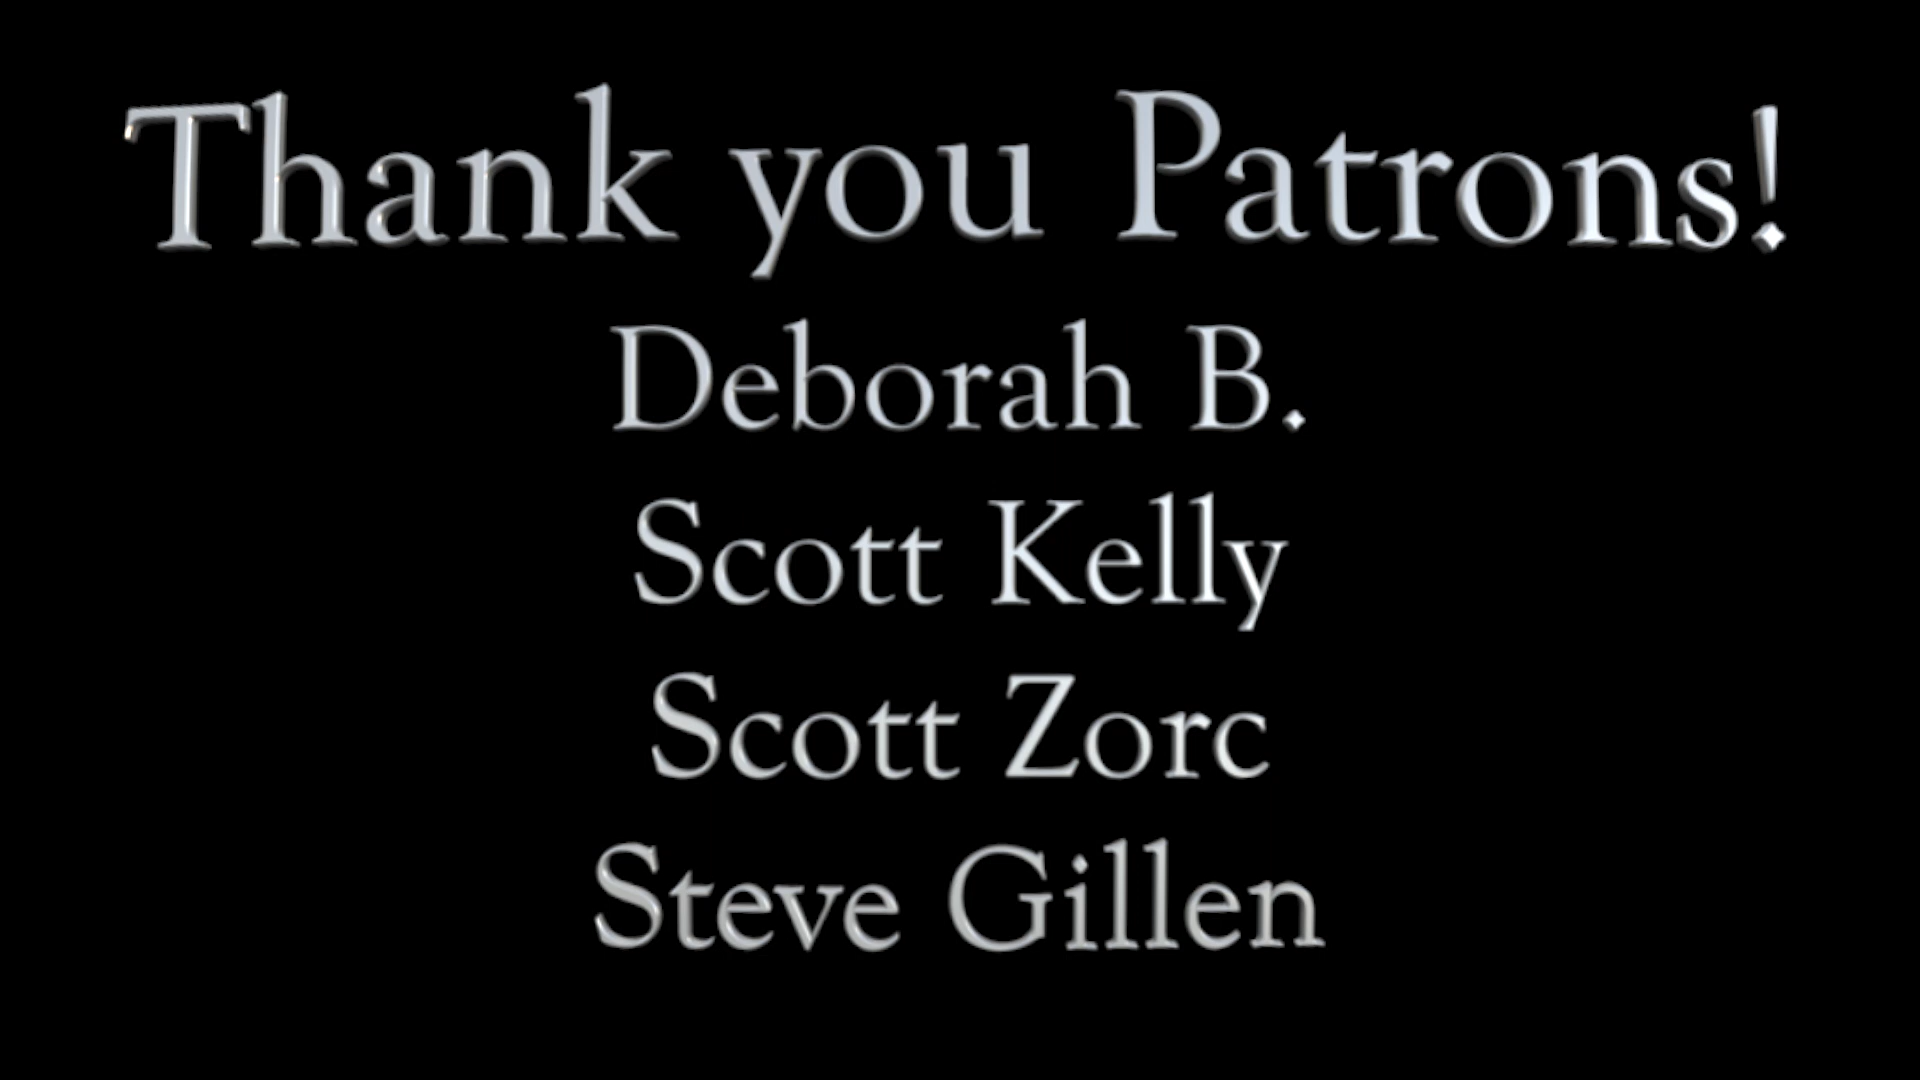 Thank you Patrons!
Deborah B.
Scott Kelly
Scott Zorc
Steve Gillen